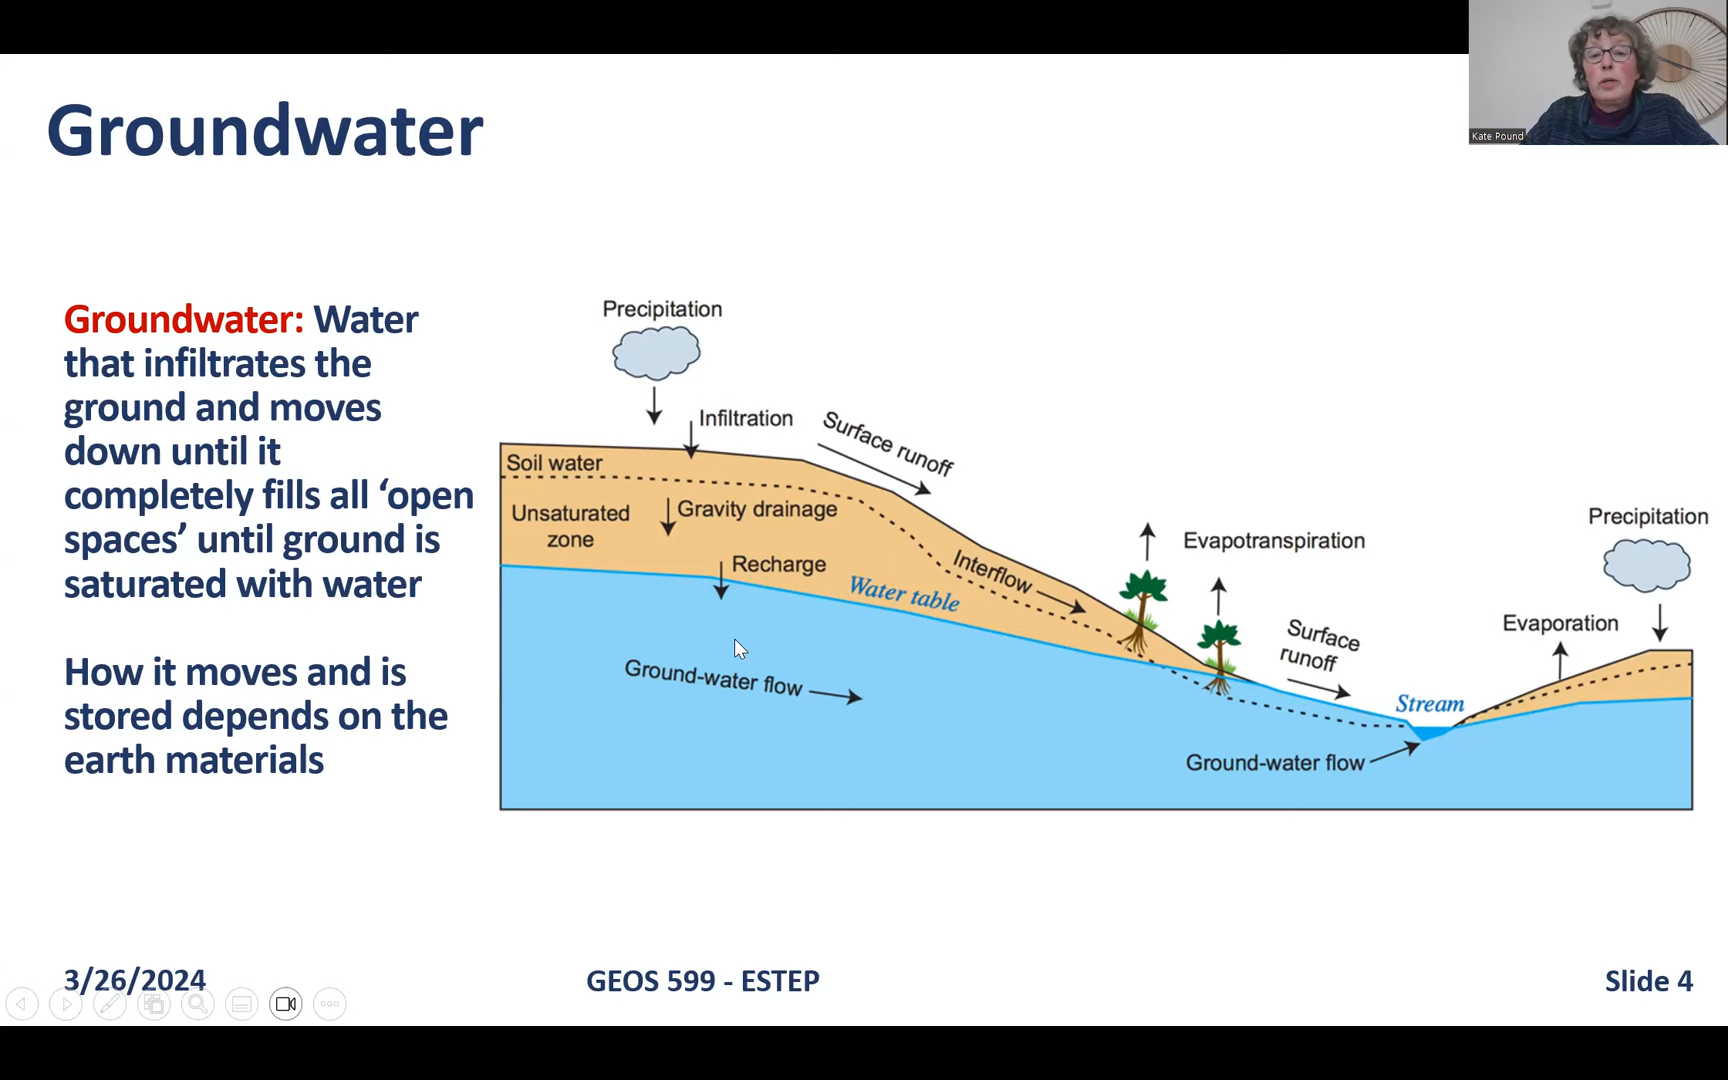 Kate Pound
Groundwater
Groundwater: Water
that infiltrates the
ground and moves
down until it
completely fills all ‘open
spaces’ until ground is
saturated with water
How it moves and is
stored depends on the
earth materials
Precipitation
Infiltration
Surface runoff
Soil water
Unsaturated
zone
Gravity drainage
Recharge
Water table
Interflow
Ground-water flow
Evapotranspiration
Surface
runoff
Stream
Ground-water flow
Evaporation
Precipitation
3/26/2024
GEOS 599 - ESTEP
Slide 4